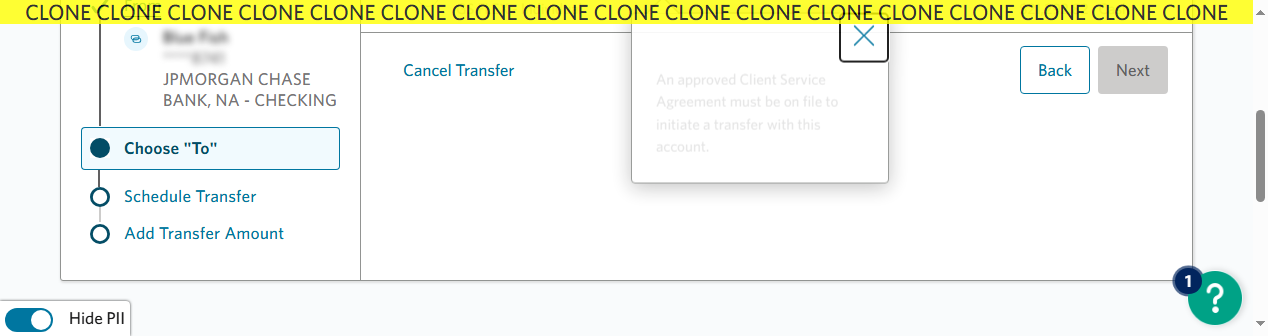 CLONE CLONE CLONE CLONE CLONE CLONE CLONE CLONE CLONE CLONE CLONE CLONE CLONE CLONE CLONE CLONE CLONE
JPMORGAN CHASE
BANK, NA - CHECKING
Choose "To"
Schedule Transfer
Add Transfer Amount
Cancel Transfer
An approved Client Service
Agreement must be on file to
initiate a transfer with this
account.
Back
Next
1
?
Hide PII